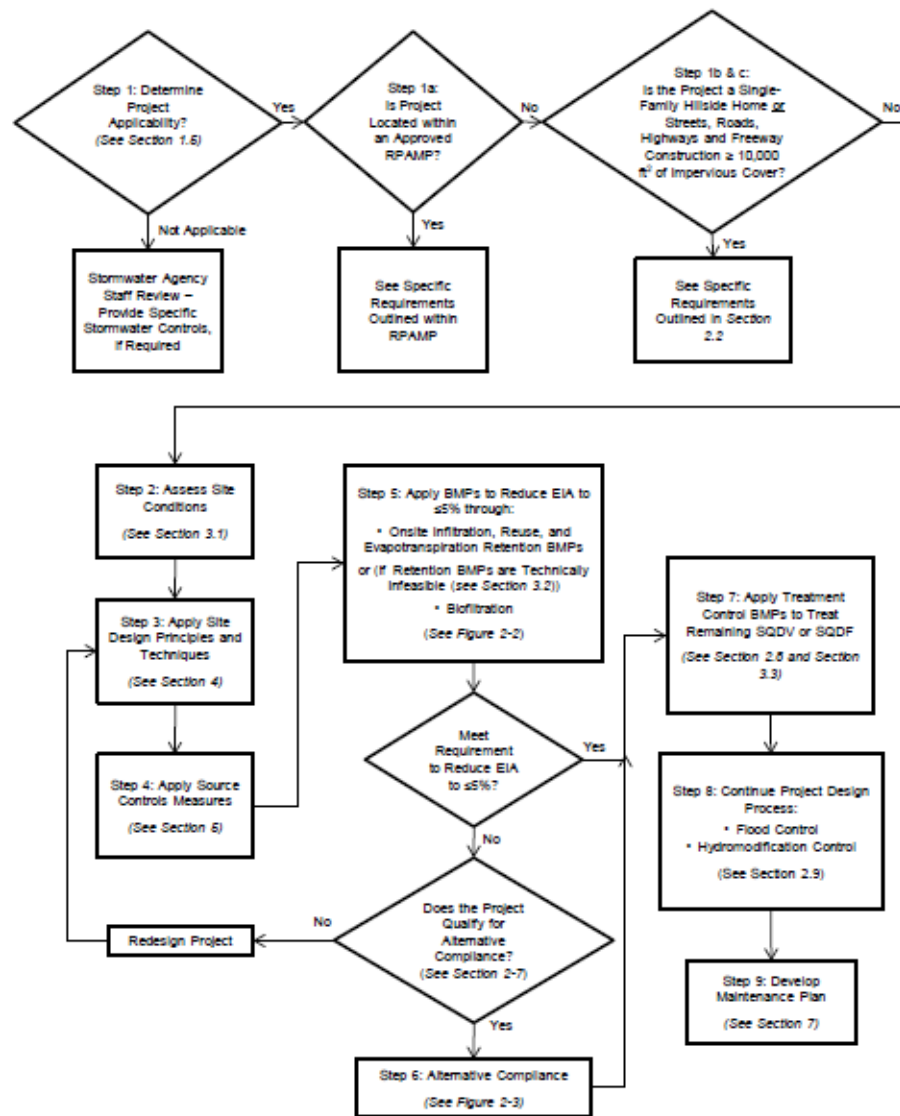 Step 1: Determine
Project
Applicability?
(See Section 1.5)
Yes
Not Applicable
Stormwater Agency
Staff Review –
Provide Specific
Stormwater Controls,
if Required
Step 1a:
Is Project
Located within
an Approved
RPAMP?
No
Yes
See Specific
Requirements
Outlined within
RPAMP
Step 1b & c:
Is the Project a Single-
Family Hillside Home or
Streets, Roads,
Highways and Freeway
Construction ≥ 10,000
ft² of Impervious Cover?
No
Yes
See Specific
Requirements
Outlined in Section
2.2
Step 2: Assess Site
Conditions
(See Section 3.1)
Step 3: Apply Site
Design Principles and
Techniques
(See Section 4)
Step 4: Apply Source
Controls Measures
(See Section 5)
Step 5: Apply BMPs to Reduce EIA to
≤5% through:
• Onsite Infiltration, Reuse, and
Evapotranspiration Retention BMPs
or (If Retention BMPs are Technically
Infeasible (see Section 3.2))
• Biofiltration
(See Figure 2-2)
Meet
Requirement
to Reduce EIA
to ≤5%?
Yes
No
Does the Project
Qualify for
Alternative
Compliance?
(See Section 2-7)
No
Redesign Project
Yes
Step 6: Alternative Compliance
(See Figure 2-3)
Step 7: Apply Treatment
Control BMPs to Treat
Remaining SQDV or SQDF
(See Section 2.8 and Section
3.3)
Step 8: Continue Project Design
Process:
• Flood Control
• Hydromodification Control
(See Section 2.9)
Step 9: Develop
Maintenance Plan
(See Section 7)